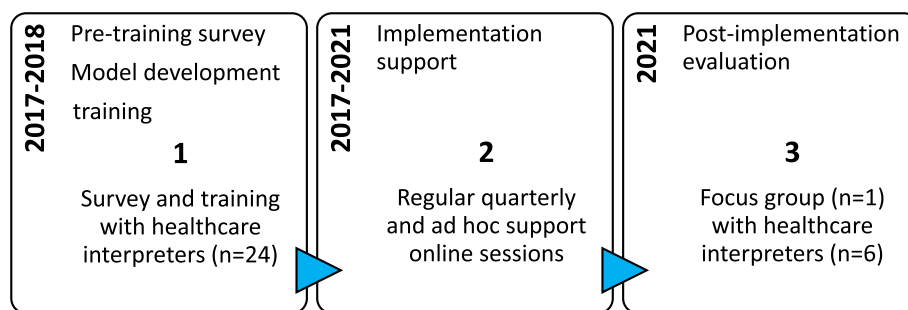 2017-2018
Pre-training survey
Model development
training
1
Survey and training
with healthcare
interpreters (n=24)
2017-2021
Implementation
support
2
Regular quarterly
and ad hoc support
online sessions
2021
Post-implementation
evaluation
3
Focus group (n=1)
with healthcare
interpreters (n=6)